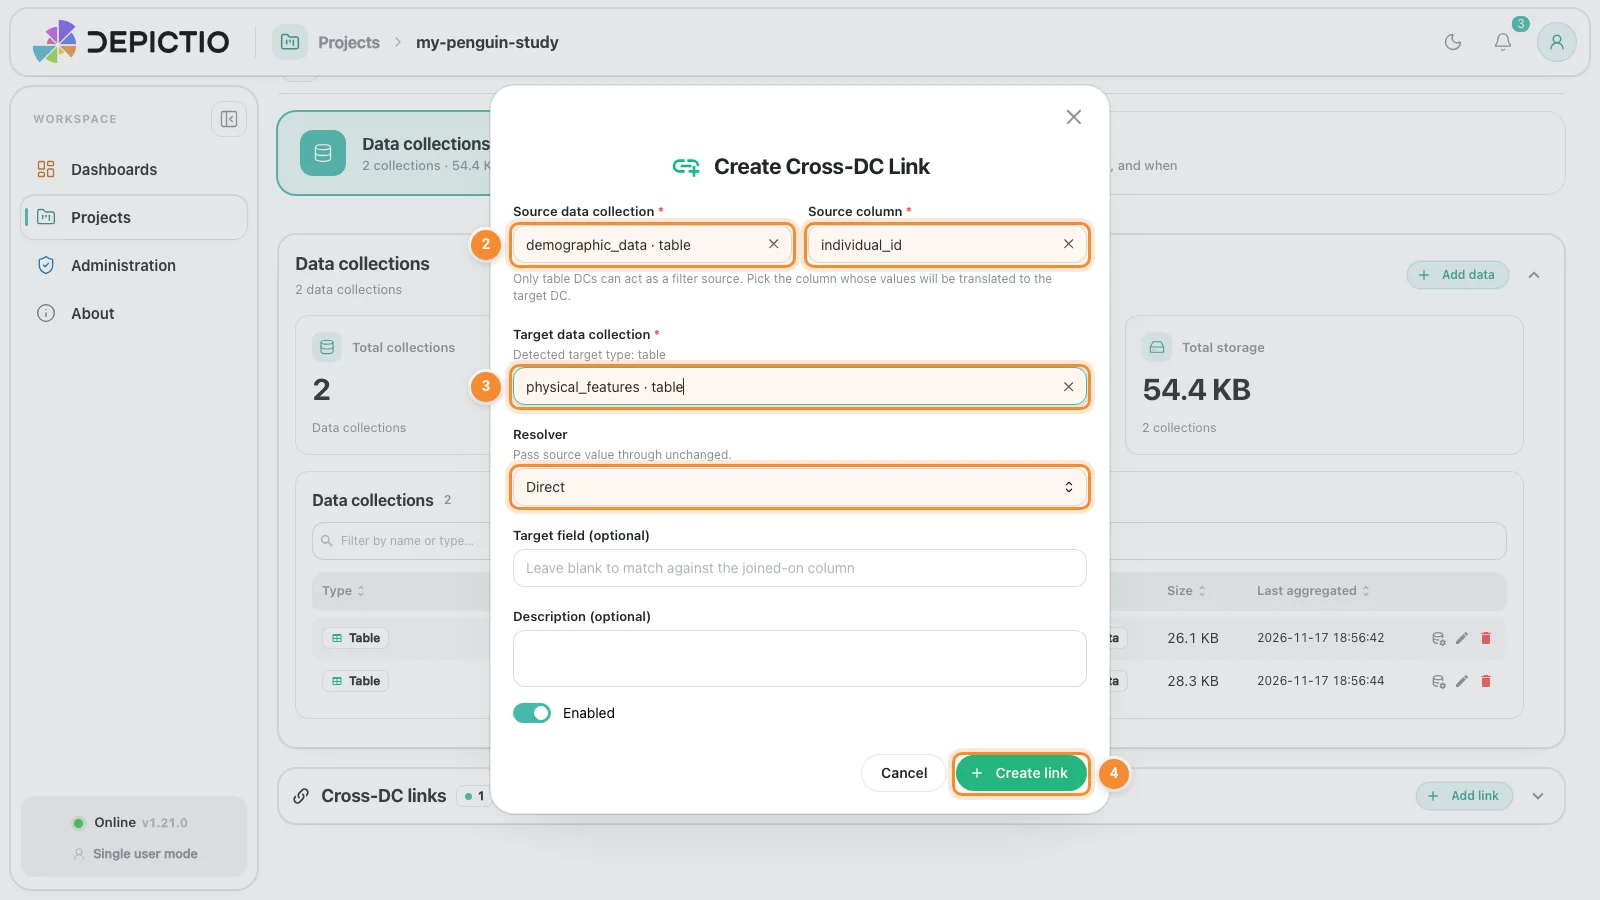 DEPICTIO
Projects
my-penguin-study
3
WORKSPACE
Dashboards
Projects
Administration
About
Online v1.21.0
Single user mode
Data collections
2 collections · 54.4 K
, and when
Data collections
2 data collections
Add data
Total collections
2
Data collections
Total storage
54.4 KB
2 collections
Data collections 2
Filter by name or type...
Type
Size
Last aggregated
Table
ta
26.1 KB
2026-11-17 18:56:42
Table
ta
28.3 KB
2026-11-17 18:56:44
Cross-DC links
1
Add link
Create Cross-DC Link
Source data collection *
Source column *
2
demographic_data · table
individual_id
Only table DCs can act as a filter source. Pick the column whose values will be translated to the
target DC.
Target data collection *
Detected target type: table
3
physical_features · table
Resolver
Pass source value through unchanged.
Direct
Target field (optional)
Leave blank to match against the joined-on column
Description (optional)
Enabled
Cancel
Create link
4